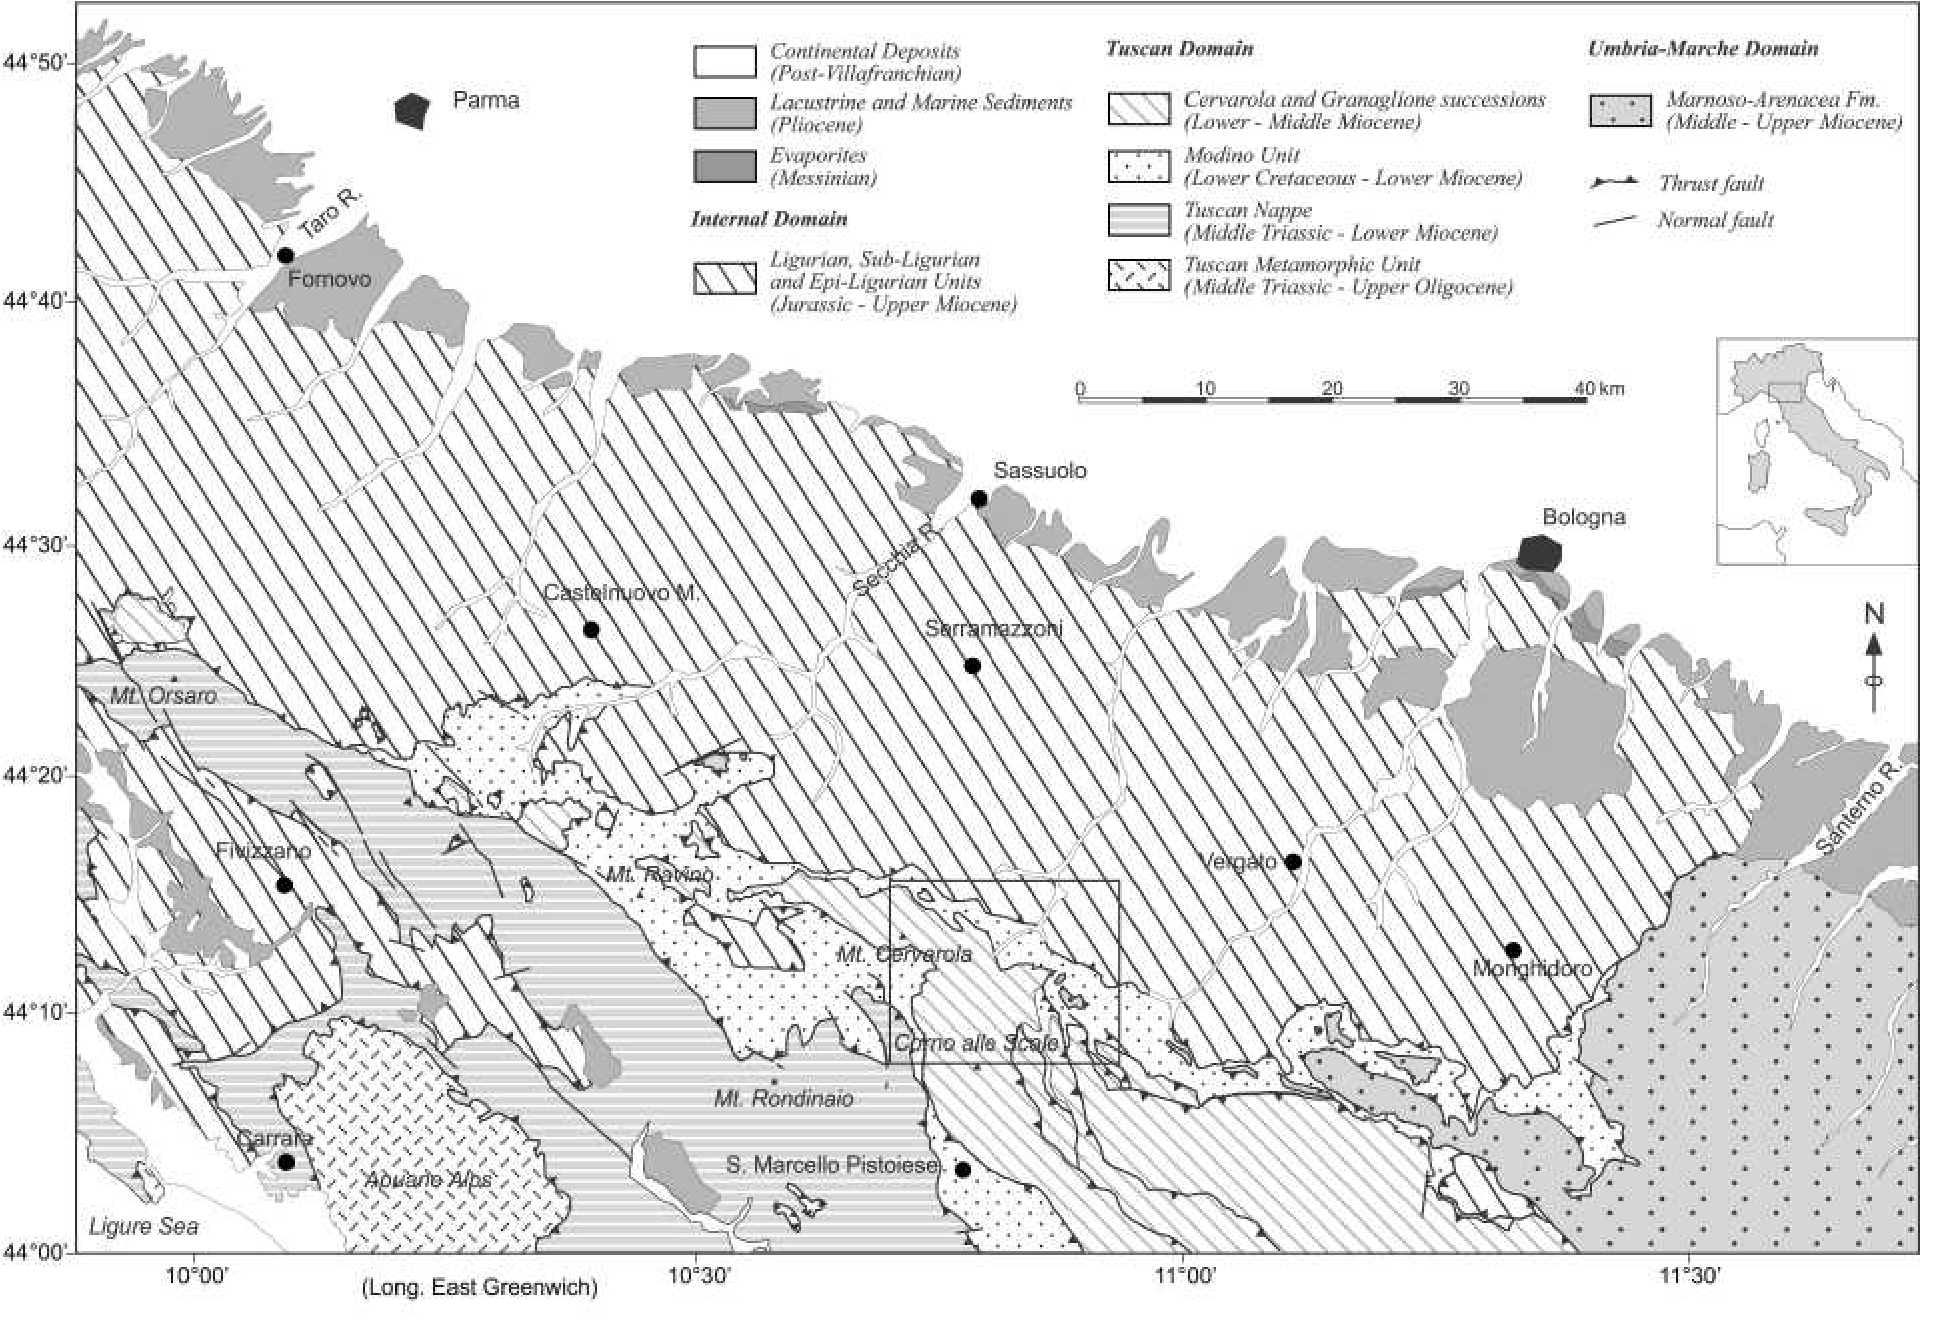 44°50'
44°40'
44°30'
44°20'
44°10'
44°00'
10°00'
10°30'
11°00'
11°30'
(Long. East Greenwich)
Continental Deposits
(Post-Villafranchian)
Lacustrine and Marine Sediments
(Pliocene)
Evaporites
(Messinian)
Internal Domain
Ligurian, Sub-Ligurian
and Epi-Ligurian Units
(Jurassic - Upper Miocene)
Tuscan Domain
Cervarola and Granaglione successions
(Lower - Middle Miocene)
Modino Unit
(Lower Cretaceous - Lower Miocene)
Tuscan Nappe
(Middle Triassic - Lower Miocene)
Tuscan Metamorphic Unit
(Middle Triassic - Upper Oligocene)
Umbria-Marche Domain
Marnoso-Arenacea Fm.
(Middle - Upper Miocene)
Thrust fault
Normal fault
0 10 20 30 40 km
N
Parma
Taro R.
Fornovo
Sassuolo
Secchia R.
Bologna
Castelnuovo M.
Serramazzoni
Mt. Orsaro
Santerno R.
Fivizzano
Vergato
Mt. Ravino
Mt. Cervarola
Monghidoro
Corno alle Scale
Mt. Rondinaio
Carrara
S. Marcello Pistoiese
Apuane Alps
Ligure Sea